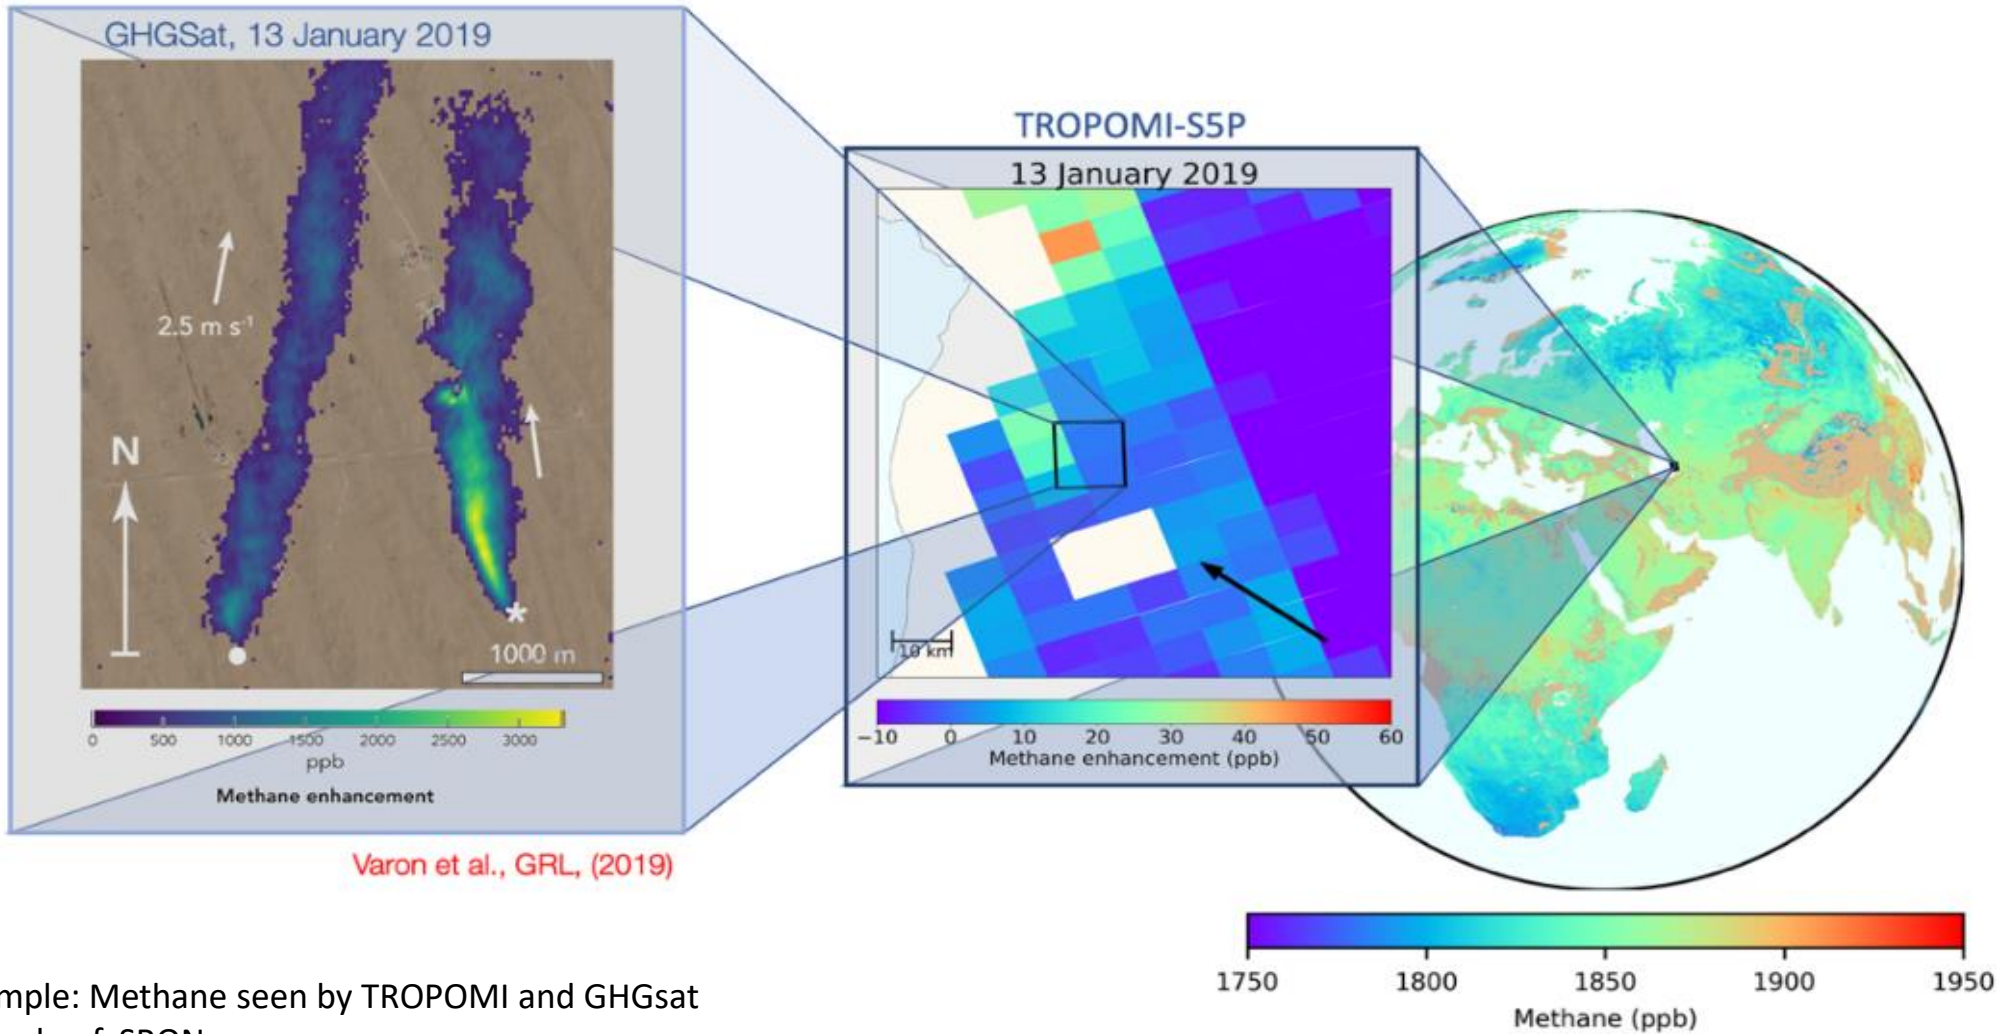 GHGSat, 13 January 2019
2.5 m s⁻¹
N
*
1000 m
0 500 1000 1500 2000 2500 3000
ppb
Methane enhancement
Varon et al., GRL, (2019)
TROPOMI-S5P
13 January 2019
10 km
−10 0 10 20 30 40 50 60
Methane enhancement (ppb)
1750 1800 1850 1900 1950
Methane (ppb)
mple: Methane seen by TROPOMI and GHGsat